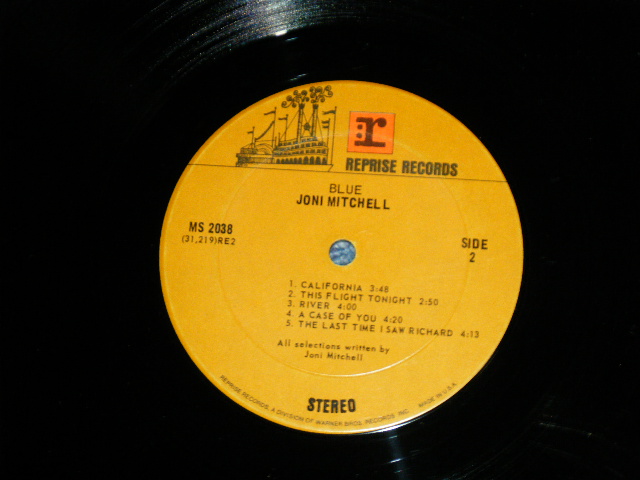 :r
REPRISE RECORDS
BLUE
JONI MITCHELL
MS 2038
(31,219)RE2
SIDE
2
1. CALIFORNIA 3:48
2. THIS FLIGHT TONIGHT 2:50
3. RIVER 4:00
4. A CASE OF YOU 4:20
5. THE LAST TIME I SAW RICHARD 4:13
All selections written by
Joni Mitchell
STEREO
REPRISE RECORDS, A DIVISION OF WARNER BROS. RECORDS, INC. MADE IN U.S.A.